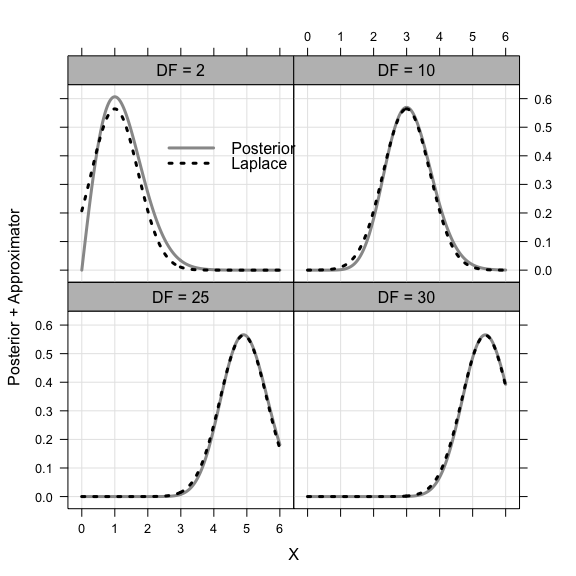 0 1 2 3 4 5 6
DF = 2
DF = 10
Posterior
Laplace
0.6
0.5
0.4
0.3
0.2
0.1
0.0
DF = 25
DF = 30
0.6
0.5
0.4
0.3
0.2
0.1
0.0
0 1 2 3 4 5 6
X
Posterior + Approximator